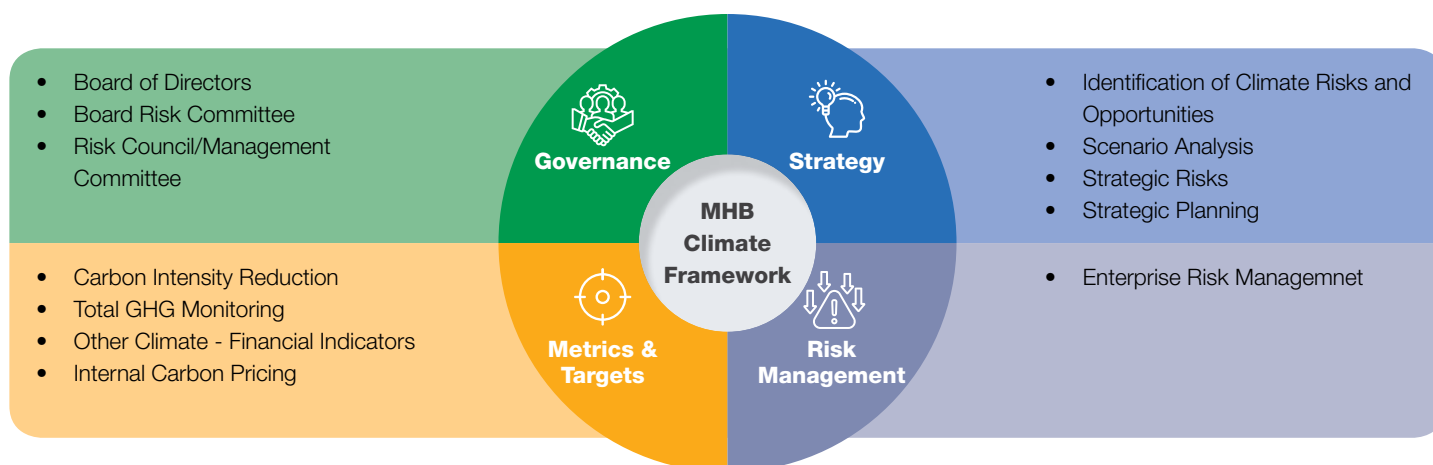 • Board of Directors
• Board Risk Committee
• Risk Council/Management
Committee
Governance
Strategy
• Identification of Climate Risks and
Opportunities
• Scenario Analysis
• Strategic Risks
• Strategic Planning
MHB
Climate
Framework
• Carbon Intensity Reduction
• Total GHG Monitoring
• Other Climate - Financial Indicators
• Internal Carbon Pricing
Metrics &
Targets
Risk
Management
• Enterprise Risk Managemnet